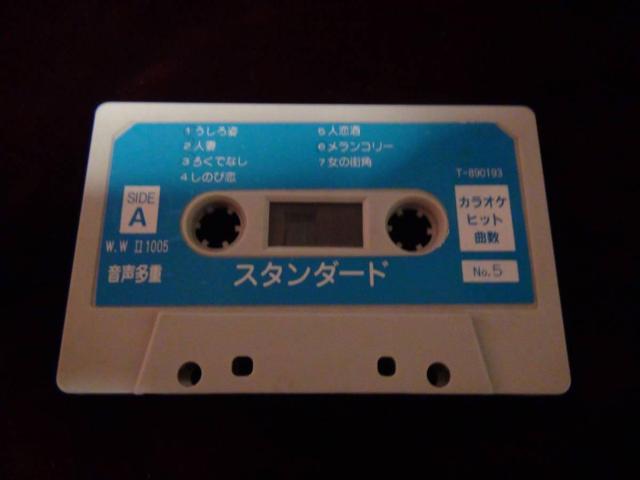 1 うしろ姿
2 人妻
3 ろくでなし
4 しのび恋
5 人恋酒
6 メランコリー
7 女の街角
T-890193
SIDE
A
カラオケ
ヒット
曲数
W.W II 1005
音声多重
スタンダード
No.5